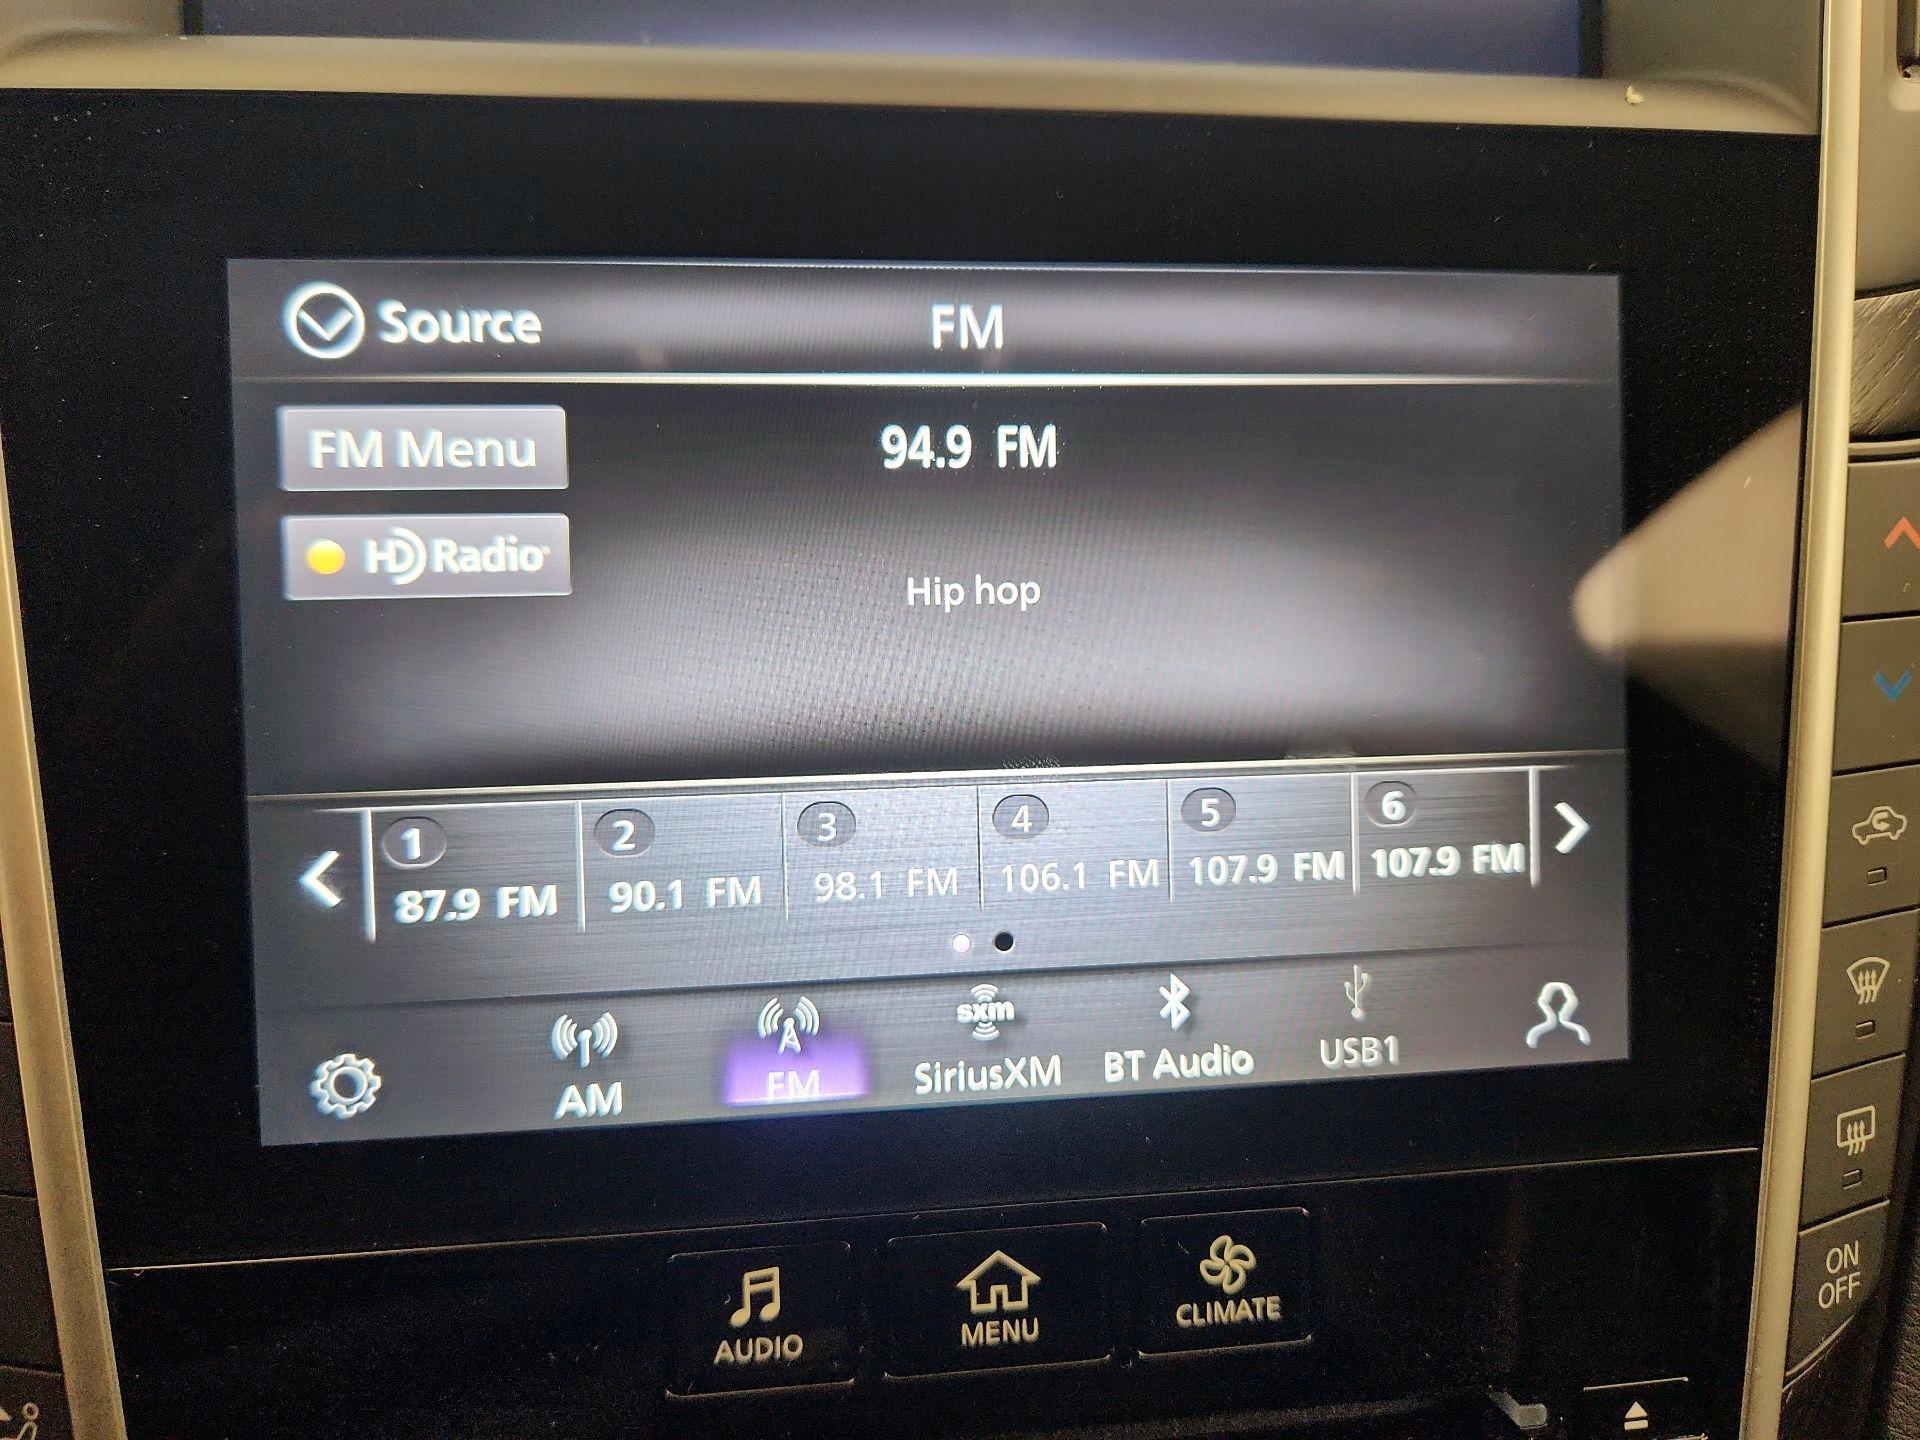 Source
FM
FM Menu
94.9 FM
HD Radio
Hip hop
1 2 3 4 5 6
87.9 FM 90.1 FM 98.1 FM 106.1 FM 107.9 FM 107.9 FM
sxm
AM FM SiriusXM BT Audio USB1
AUDIO MENU CLIMATE
ON
OFF